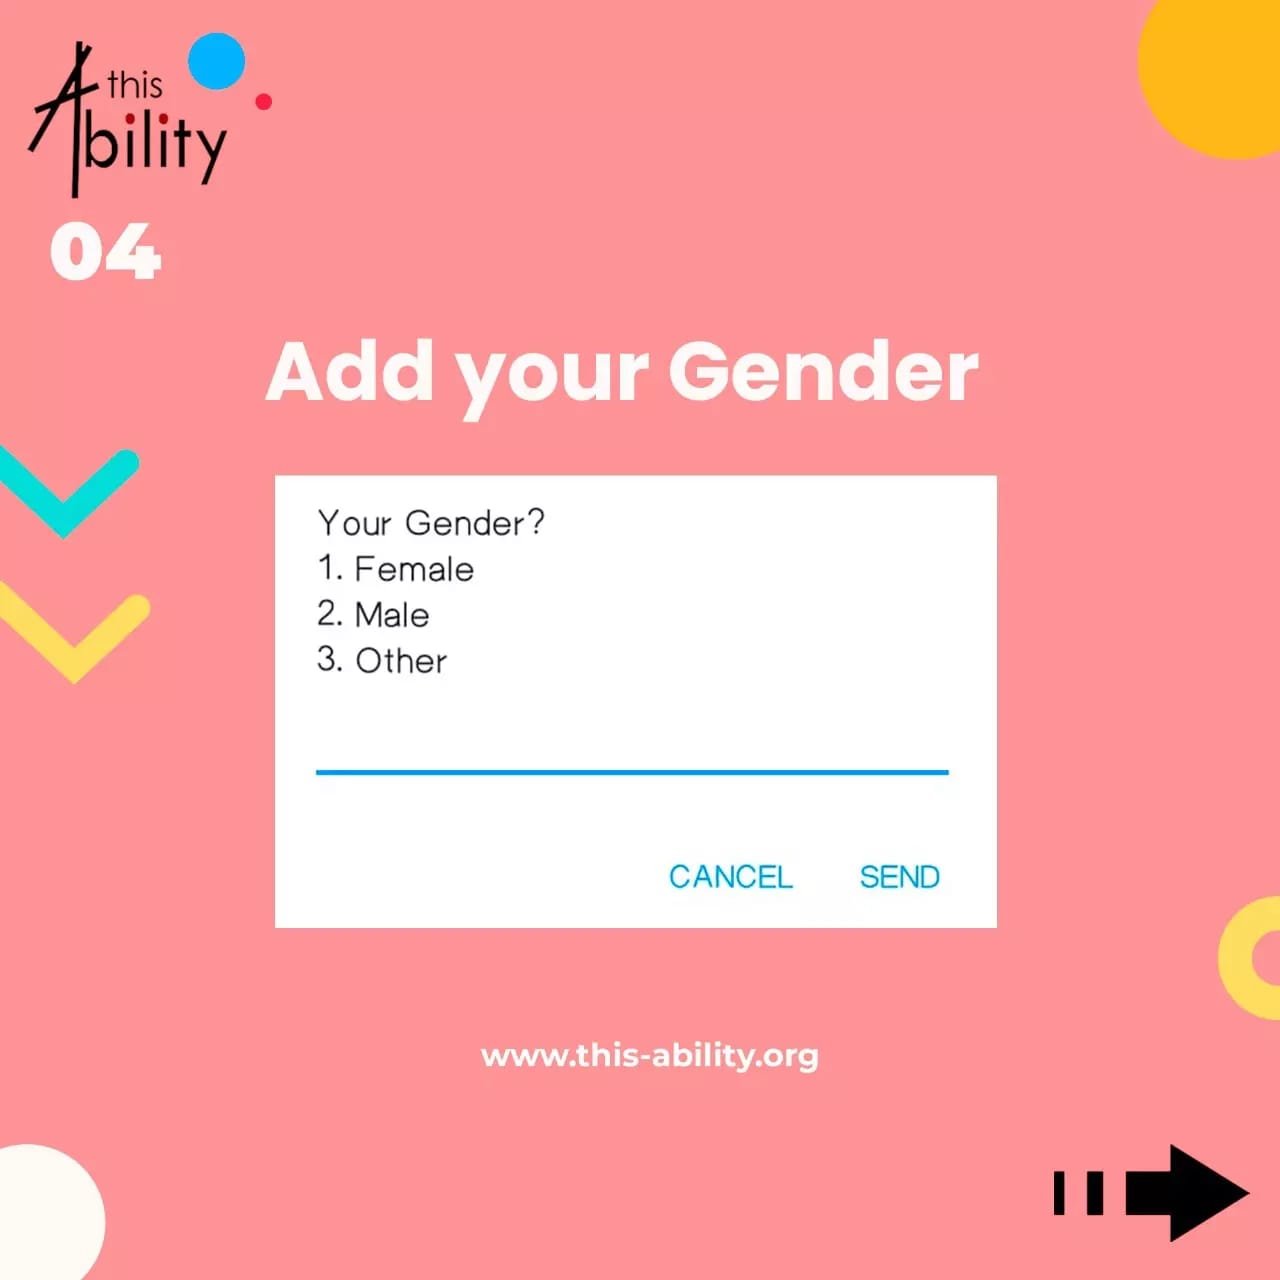 this
Ability
04
Add your Gender
Your Gender?
1. Female
2. Male
3. Other
CANCEL SEND
www.this-ability.org